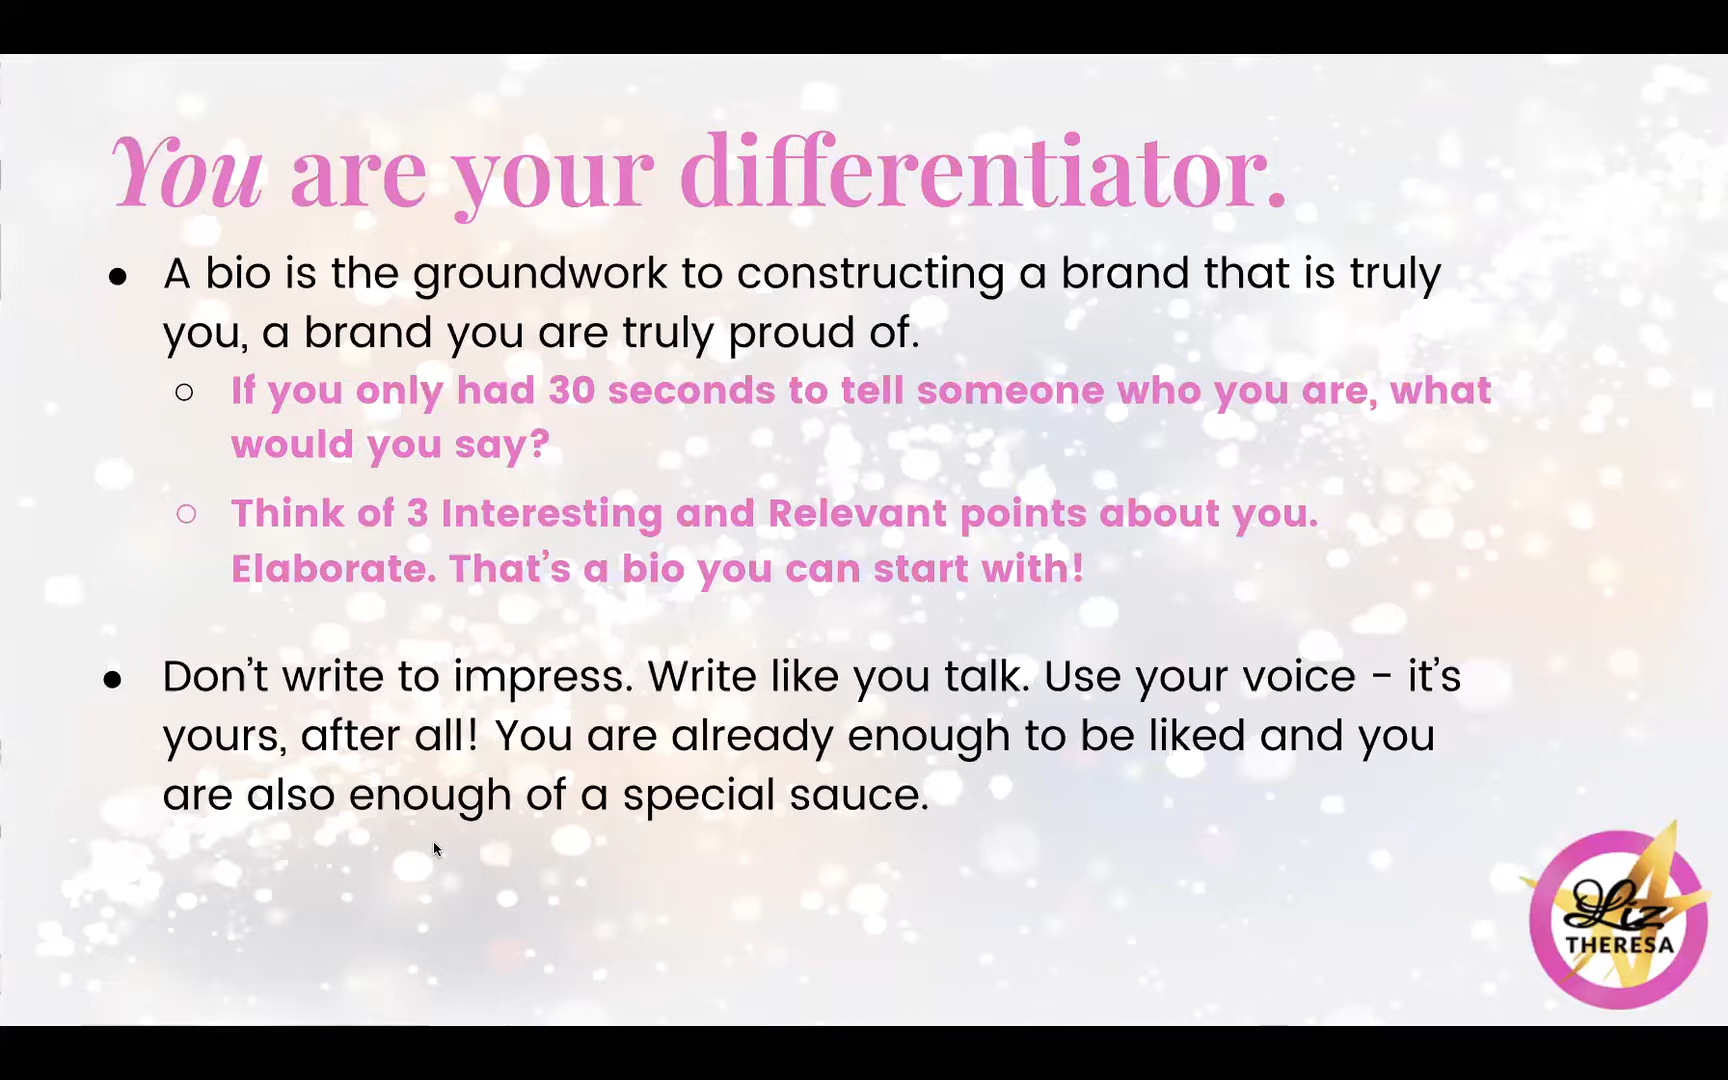 You are your differentiator.
● A bio is the groundwork to constructing a brand that is truly
you, a brand you are truly proud of.
○ If you only had 30 seconds to tell someone who you are, what
would you say?
○ Think of 3 Interesting and Relevant points about you.
Elaborate. That's a bio you can start with!
● Don't write to impress. Write like you talk. Use your voice - it's
yours, after all! You are already enough to be liked and you
are also enough of a special sauce.
Liz
THERESA